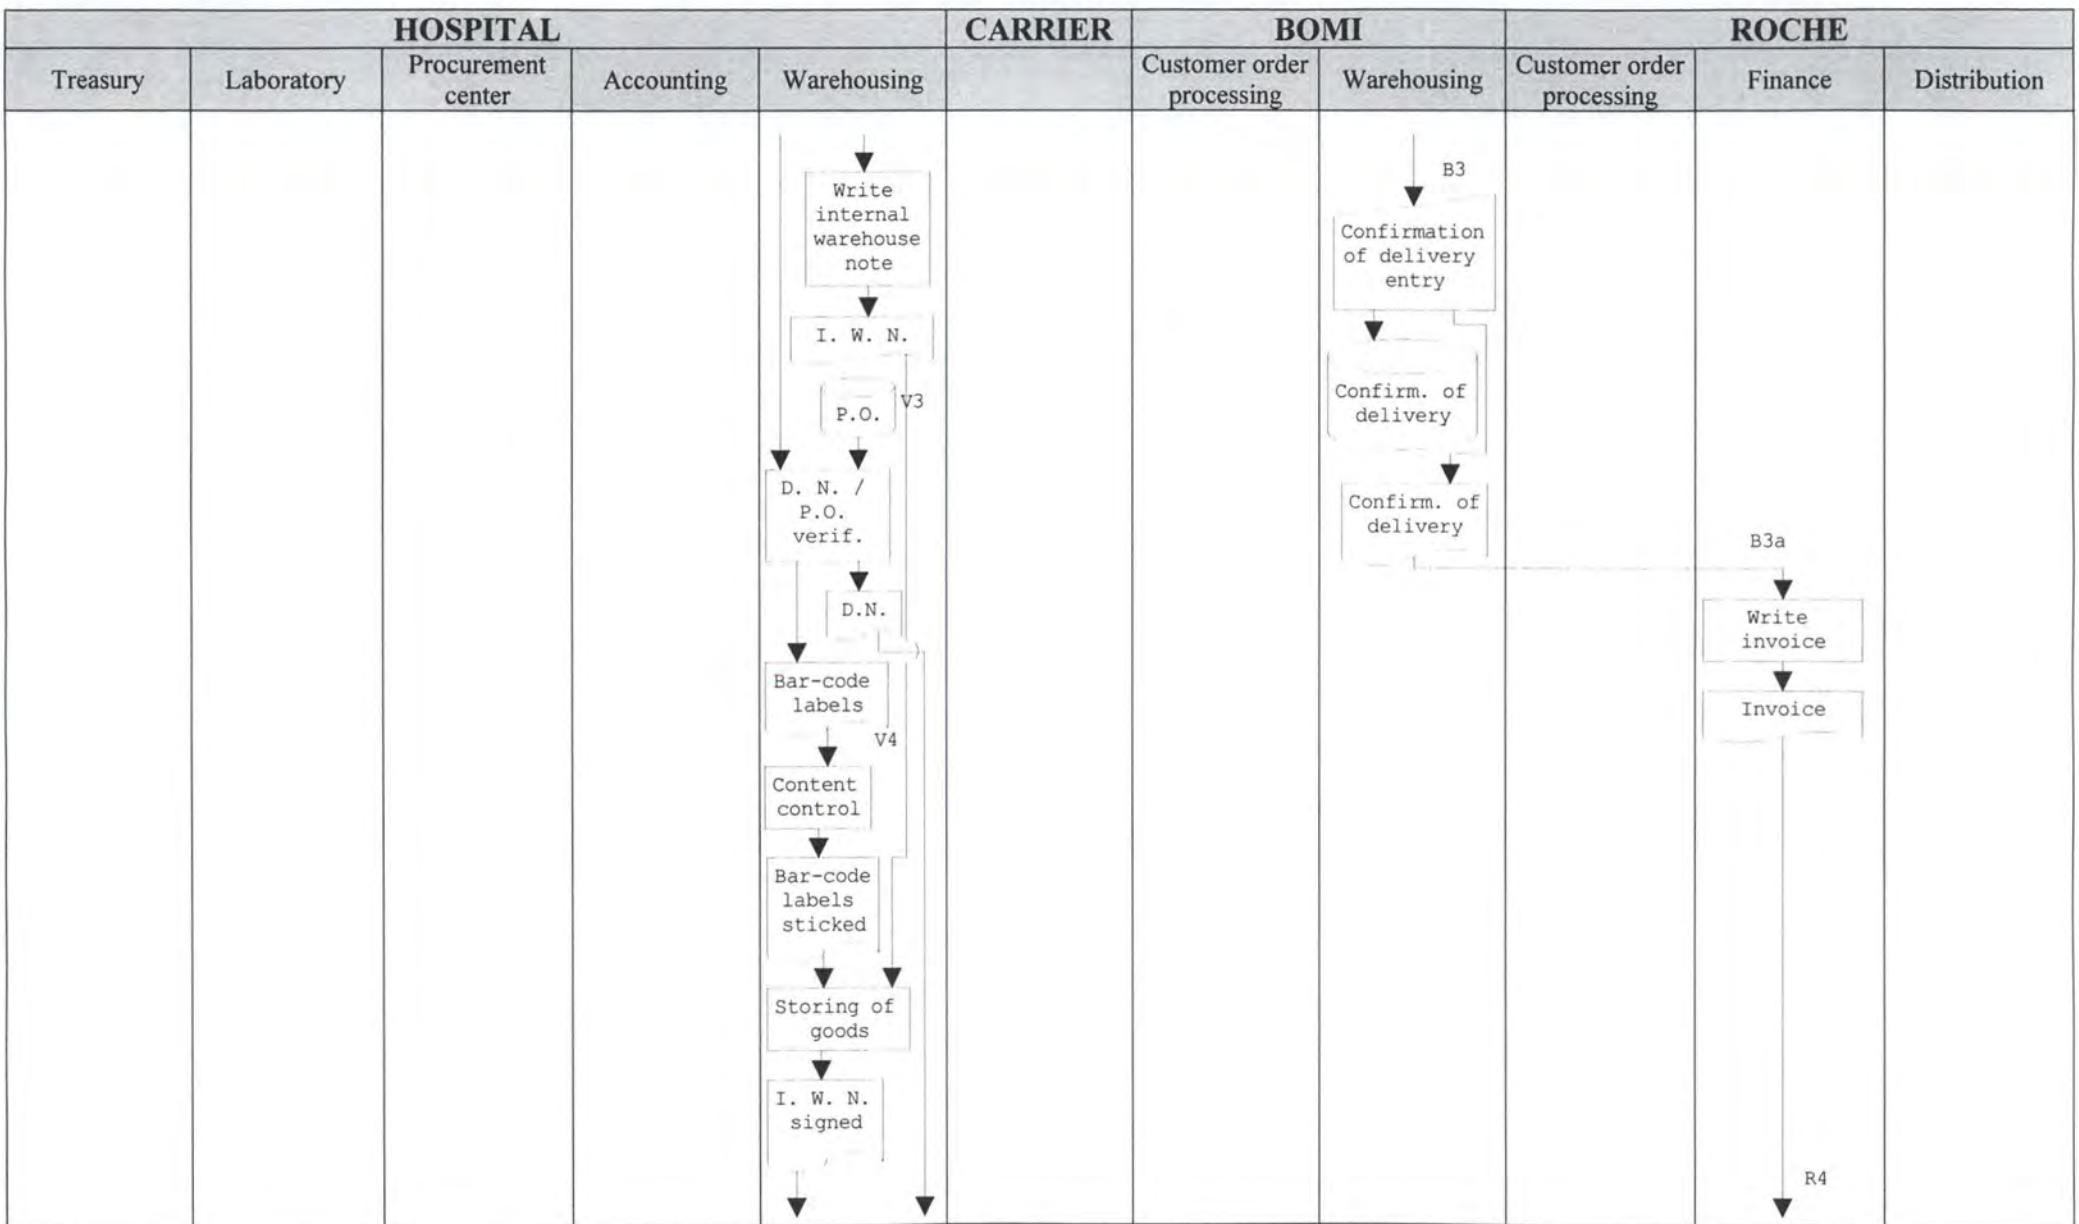 HOSPITAL CARRIER BOMI ROCHE
Treasury Laboratory Procurement center Accounting Warehousing Customer order processing Warehousing Customer order processing Finance Distribution
Write
internal
warehouse
note
I. W. N.
P.O.
V3
D. N. /
P.O.
verif.
D.N.
Bar-code
labels
V4
Content
control
Bar-code
labels
sticked
Storing of
goods
I. W. N.
signed
B3
Confirmation
of delivery
entry
Confirm. of
delivery
Confirm. of
delivery
B3a
Write
invoice
Invoice
R4